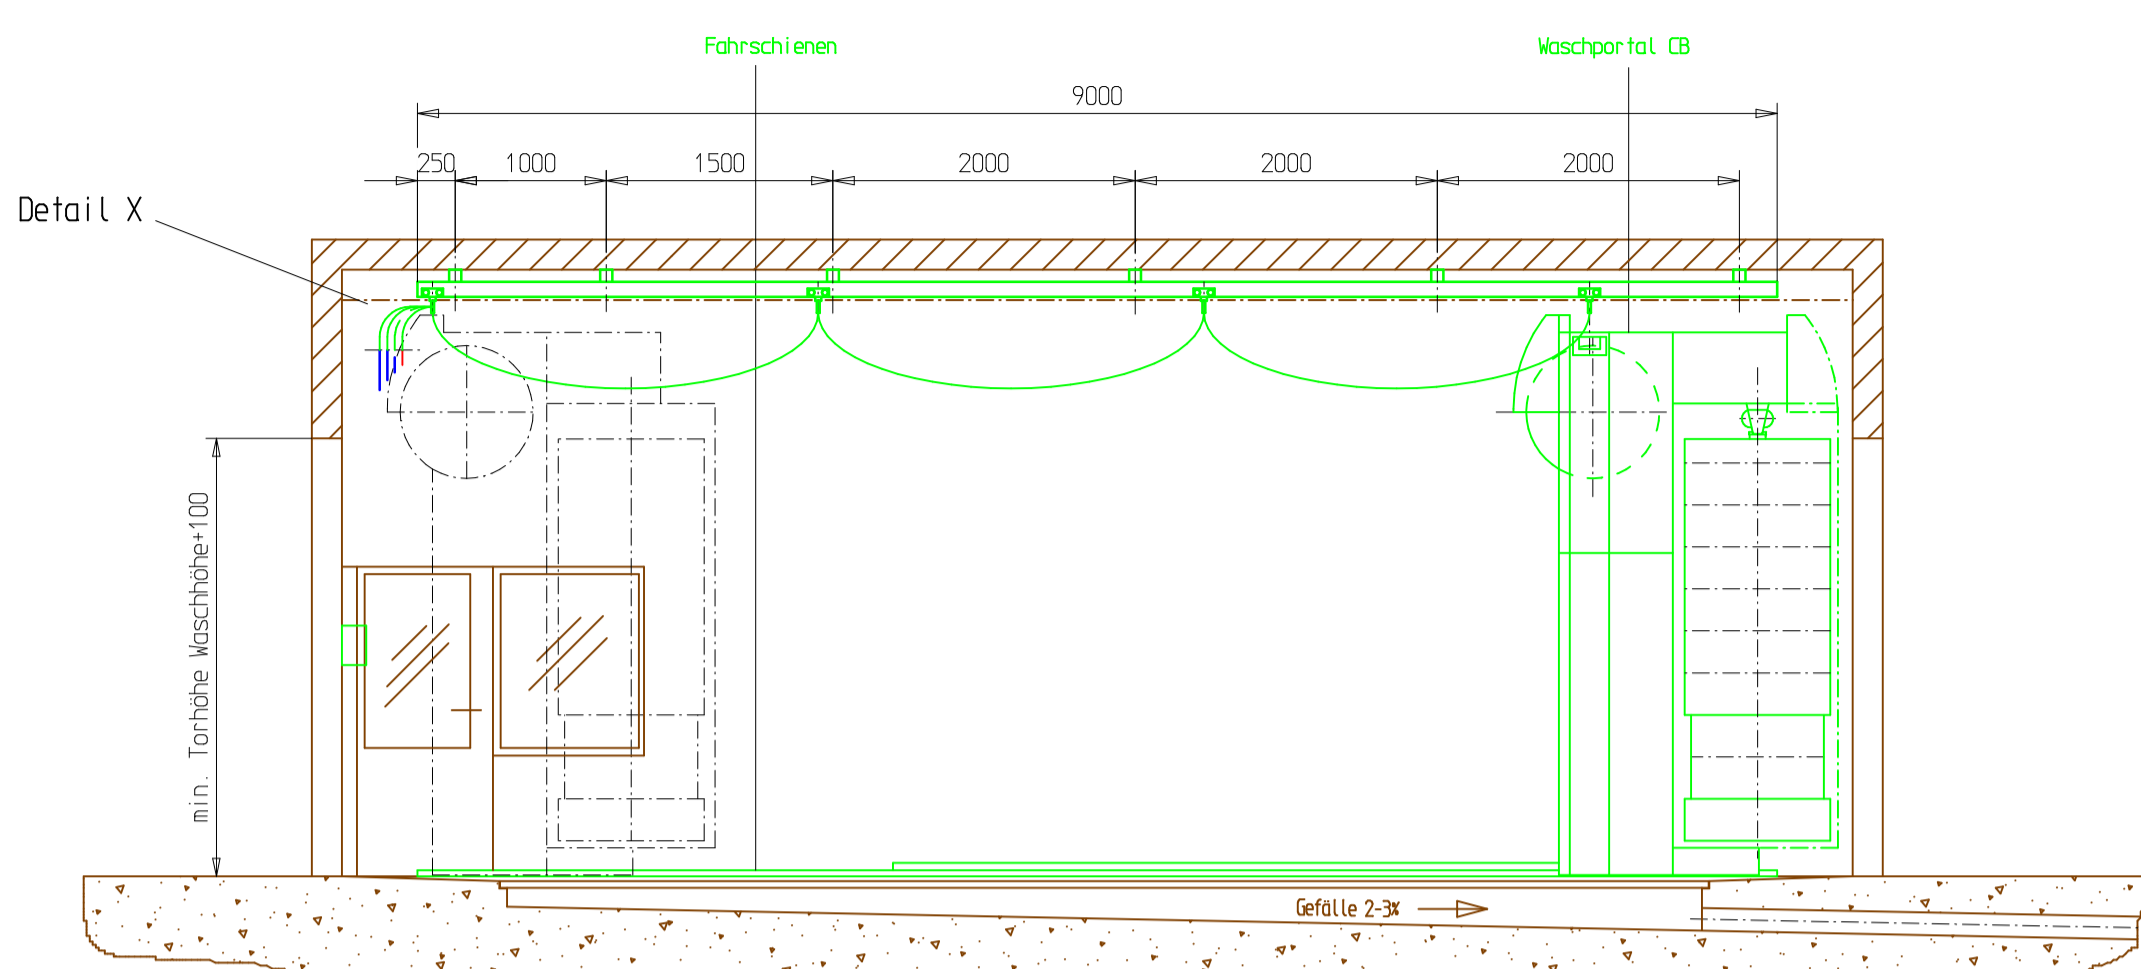 Fahrschienen
Waschportal CB
9000
250
1000
1500
2000
2000
2000
Detail X
min. Torhöhe Waschhöhe+100
Gefälle 2-3%